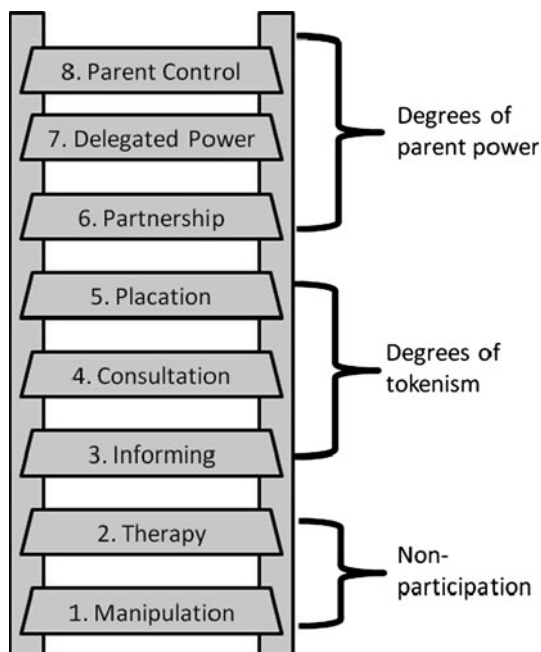 8. Parent Control
7. Delegated Power
6. Partnership
Degrees of
parent power
5. Placation
4. Consultation
3. Informing
Degrees of
tokenism
2. Therapy
1. Manipulation
Non-
participation